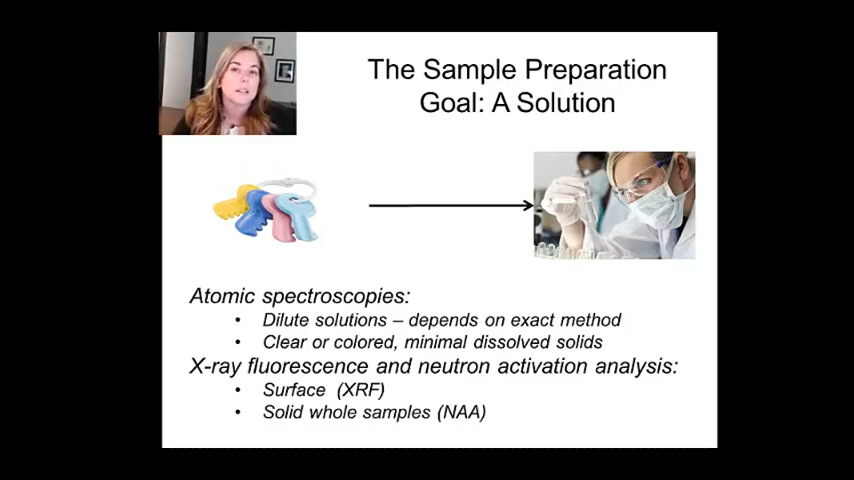 The Sample Preparation
Goal: A Solution
Atomic spectroscopies:
• Dilute solutions – depends on exact method
• Clear or colored, minimal dissolved solids
X-ray fluorescence and neutron activation analysis:
• Surface (XRF)
• Solid whole samples (NAA)